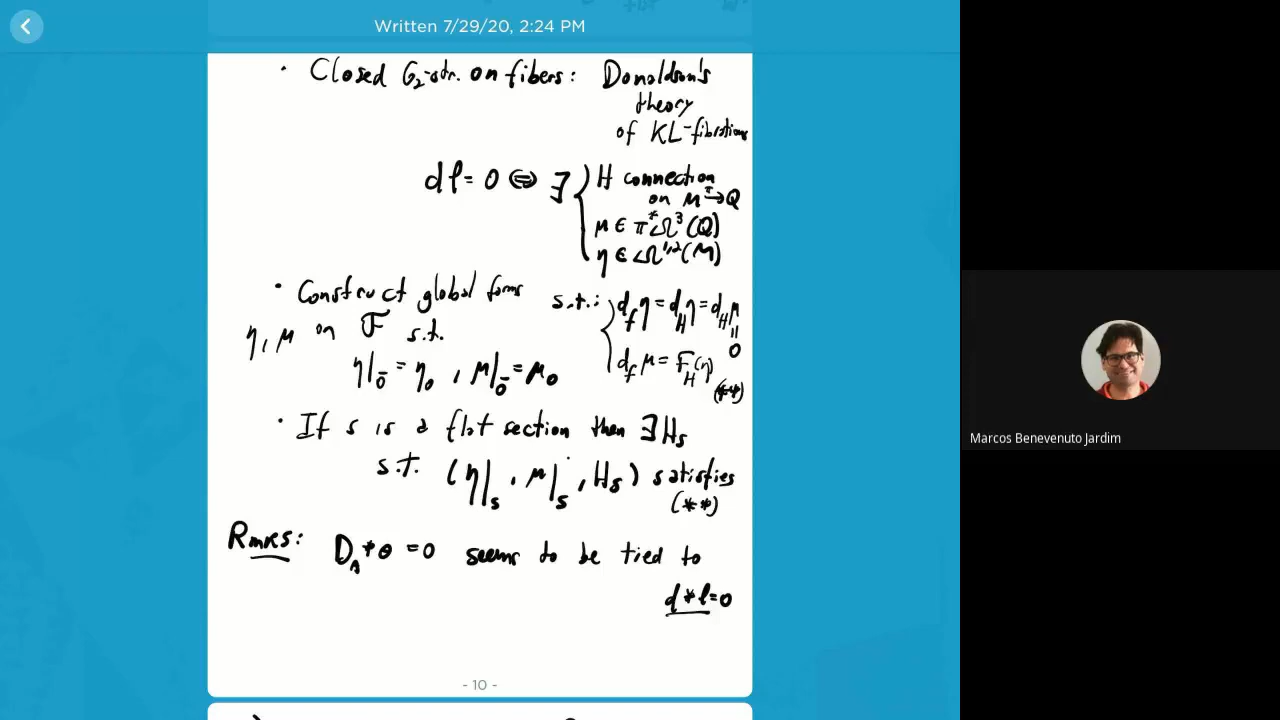 Written 7/29/20, 2:24 PM
· Closed G₂-str. on fibers: Donaldson's
theory
of KL-fibrations
dφ = 0 ⇔ ∃ { H connection
on M →^π Q
μ ∈ π*Ω³(Q)
η ∈ Ω^{1,2}(M)
· Construct global forms
η, μ on F s.t.
η|_0̄ = η₀ , μ|_0̄ = μ₀
s.t.: { d_f η = d_H η = d_H μ
= 0
d_f μ = F_H(η)
(**)
· If s is a flat section then ∃ H_s
s.t. (η|_s , μ|_s , H_s) satisfies
(**)
Rmks: D_A * θ = 0 seems to be tied to
d*φ=0
- 10 -
Marcos Benevenuto Jardim